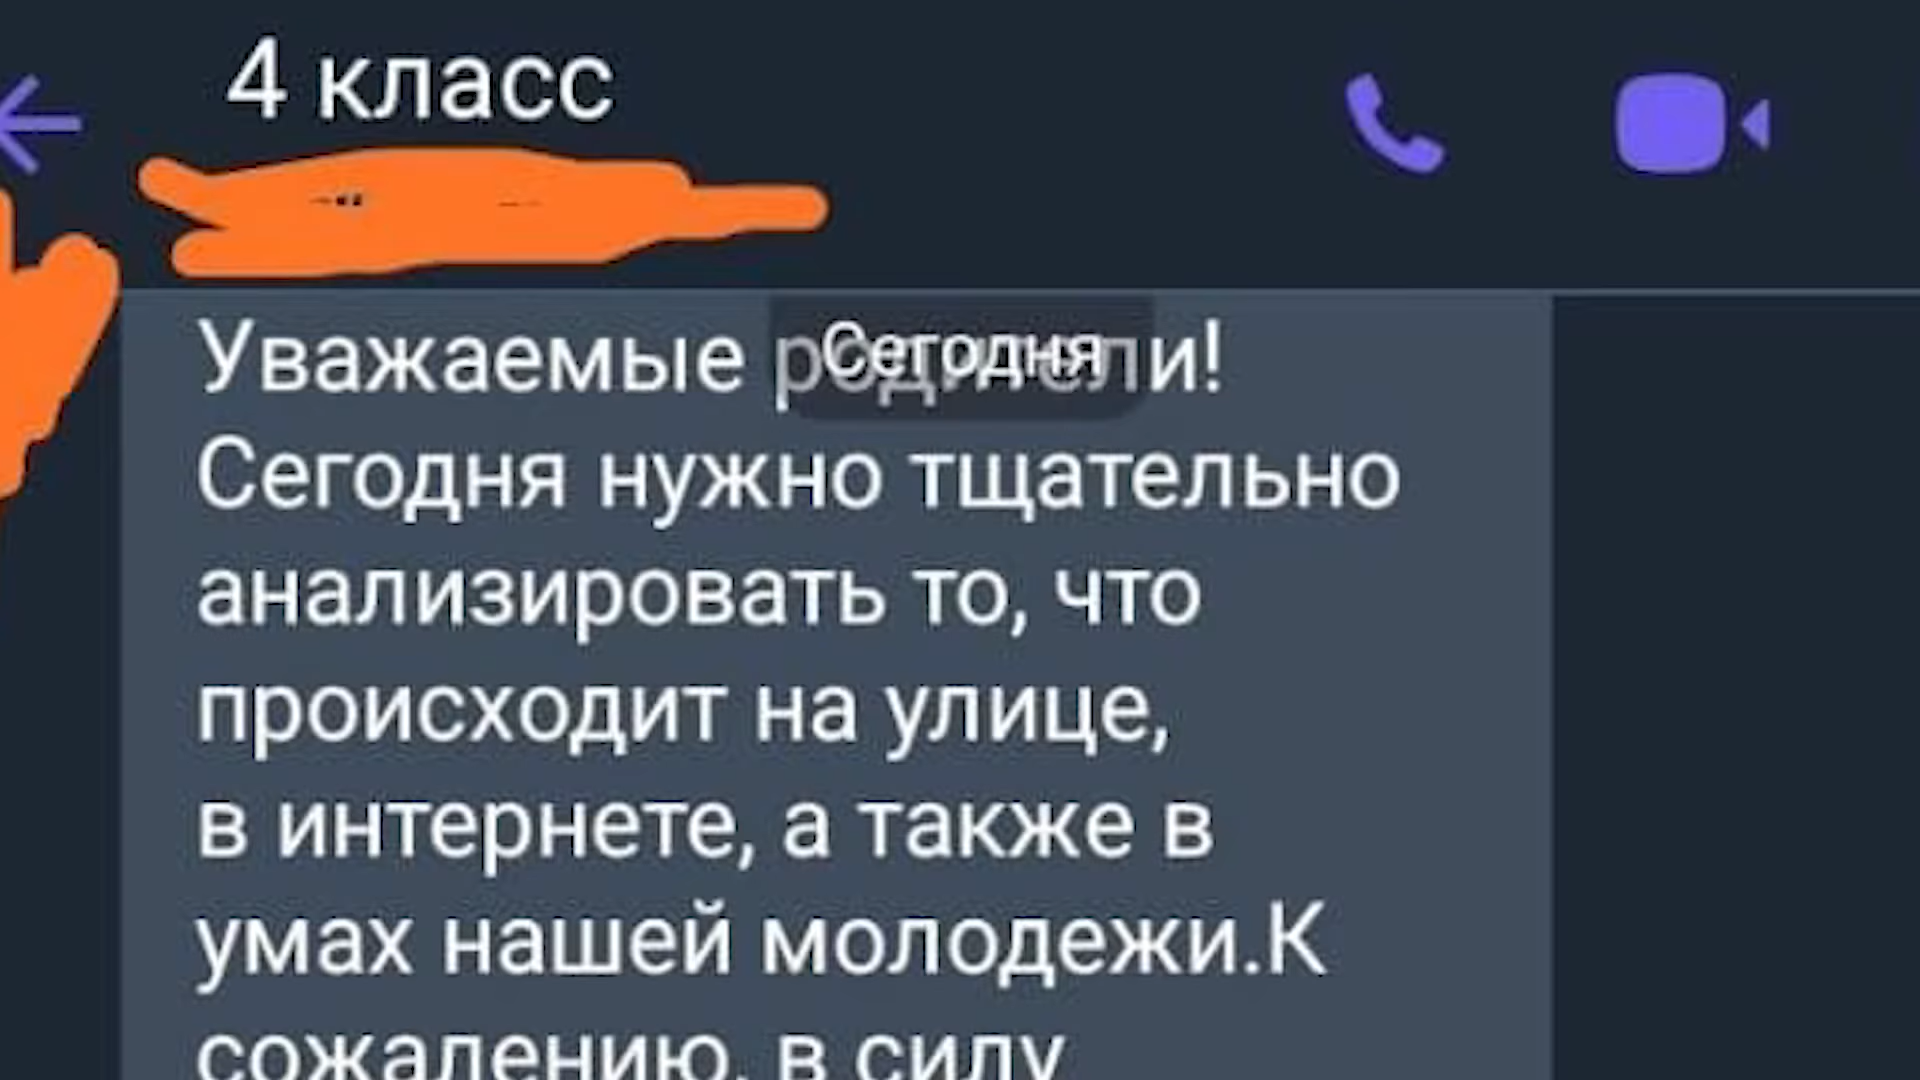 4 класс
Сегодня
Уважаемые родители!
Сегодня нужно тщательно
анализировать то, что
происходит на улице,
в интернете, а также в
умах нашей молодежи.К
сожалению, в силу